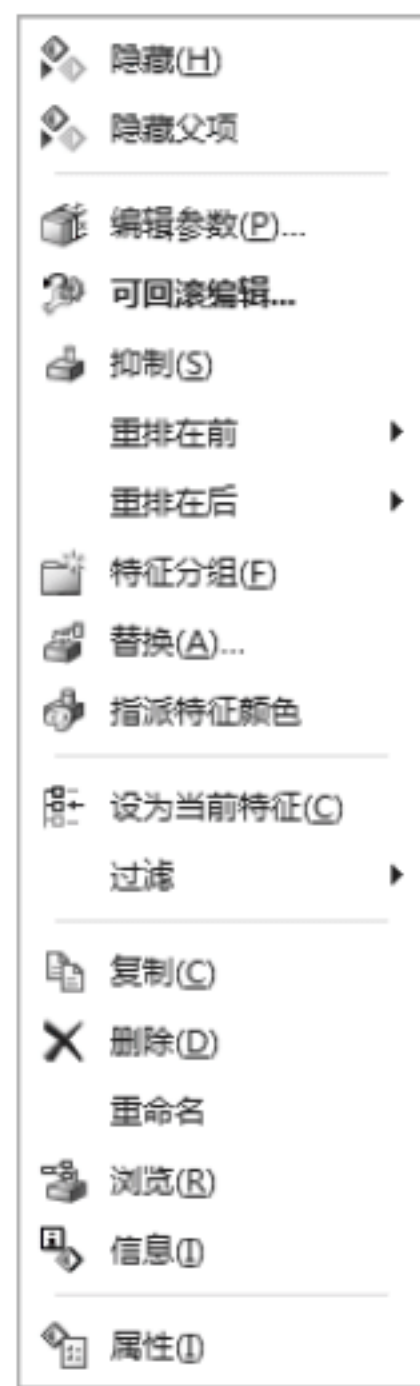 隐藏(H)
隐藏父项
编辑参数(P)...
可回滚编辑...
抑制(S)
重排在前
重排在后
特征分组(F)
替换(A)...
指派特征颜色
设为当前特征(C)
过滤
复制(C)
删除(D)
重命名
浏览(R)
信息(I)
属性(I)